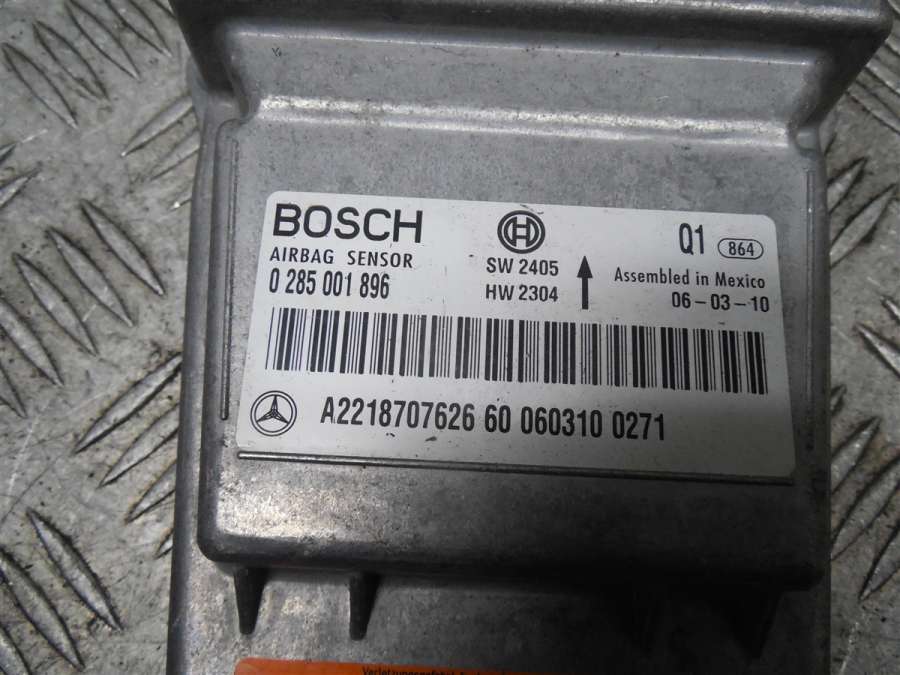 BOSCH
AIRBAG SENSOR
0 285 001 896
SW 2405
HW 2304
Q1 864
Assembled in Mexico
06-03-10
A2218707626 60 060310 0271
Verletzungsgefahr!